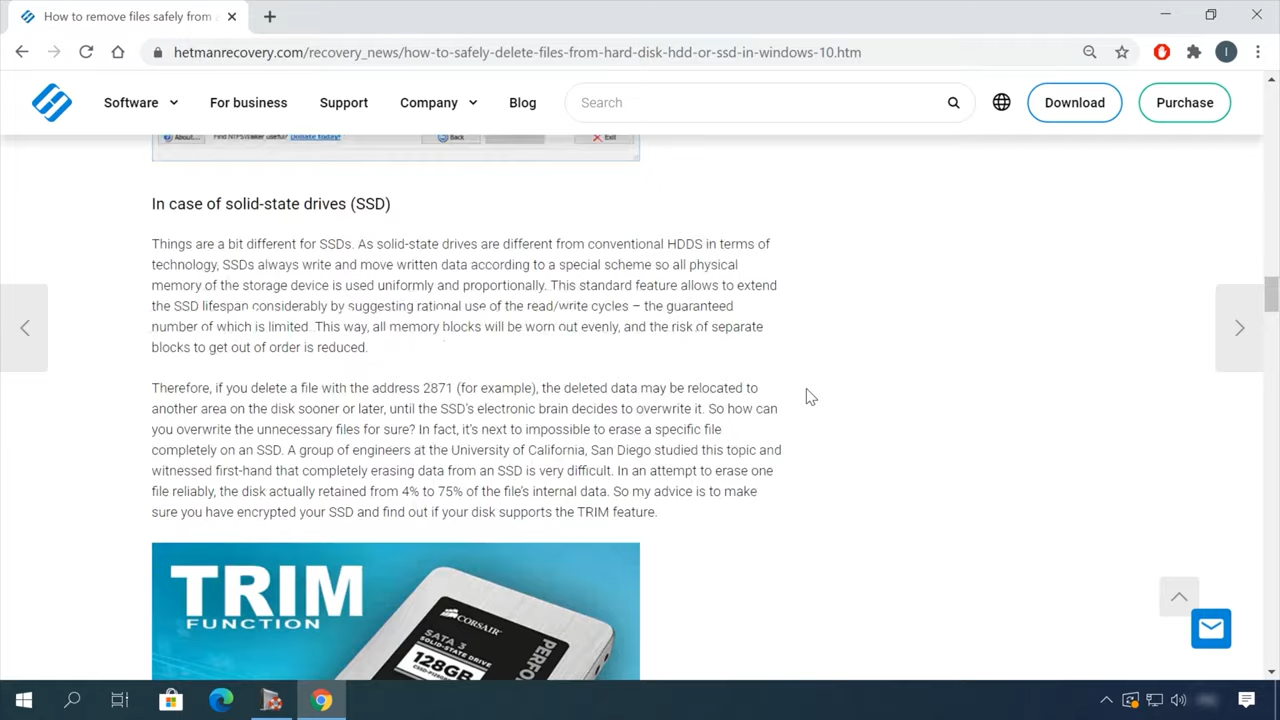 How to remove files safely from
hetmanrecovery.com/recovery_news/how-to-safely-delete-files-from-hard-disk-hdd-or-ssd-in-windows-10.htm
I
Software
For business
Support
Company
Blog
Search
Download
Purchase
About...
Find NTFSWalker useful? Donate Today!
Back
Exit
In case of solid-state drives (SSD)
Things are a bit different for SSDs. As solid-state drives are different from conventional HDDS in terms of
technology, SSDs always write and move written data according to a special scheme so all physical
memory of the storage device is used uniformly and proportionally. This standard feature allows to extend
the SSD lifespan considerably by suggesting rational use of the read/write cycles – the guaranteed
number of which is limited. This way, all memory blocks will be worn out evenly, and the risk of separate
blocks to get out of order is reduced.
Therefore, if you delete a file with the address 2871 (for example), the deleted data may be relocated to
another area on the disk sooner or later, until the SSD’s electronic brain decides to overwrite it. So how can
you overwrite the unnecessary files for sure? In fact, it’s next to impossible to erase a specific file
completely on an SSD. A group of engineers at the University of California, San Diego studied this topic and
witnessed first-hand that completely erasing data from an SSD is very difficult. In an attempt to erase one
file reliably, the disk actually retained from 4% to 75% of the file’s internal data. So my advice is to make
sure you have encrypted your SSD and find out if your disk supports the TRIM feature.
TRIM
FUNCTION
CORSAIR
SATA 3
SOLID-STATE DRIVE
128GB